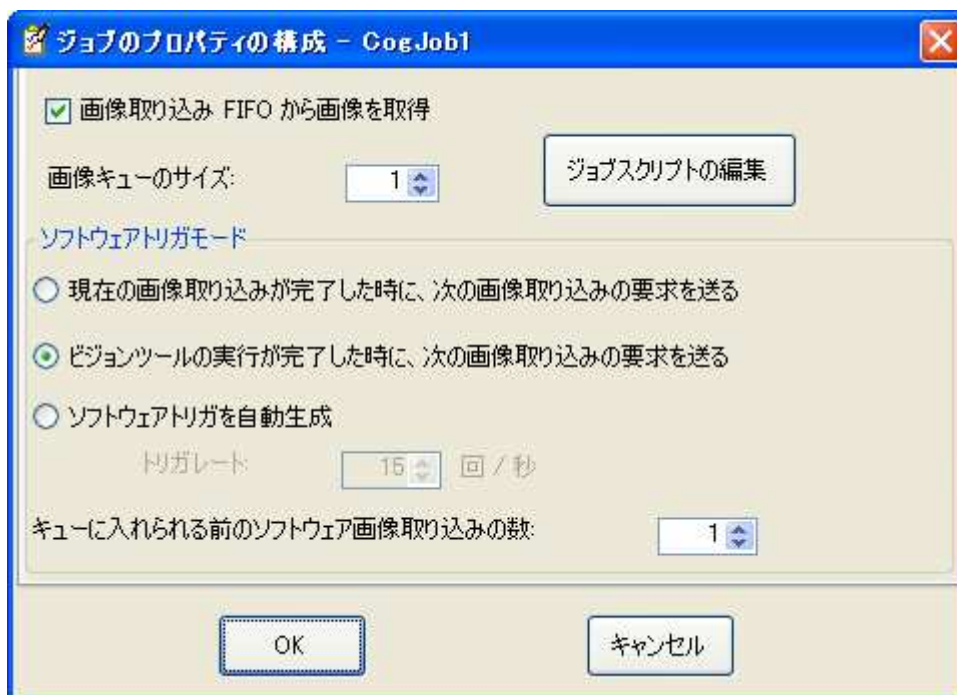 ジョブのプロパティの構成 - CogJob1
画像取り込み FIFO から画像を取得
画像キューのサイズ: 1
ジョブスクリプトの編集
ソフトウェアトリガモード
現在の画像取り込みが完了した時に、次の画像取り込みの要求を送る
ビジョンツールの実行が完了した時に、次の画像取り込みの要求を送る
ソフトウェアトリガを自動生成
トリガレート: 15 回 / 秒
キューに入れられる前のソフトウェア画像取り込みの数: 1
OK キャンセル